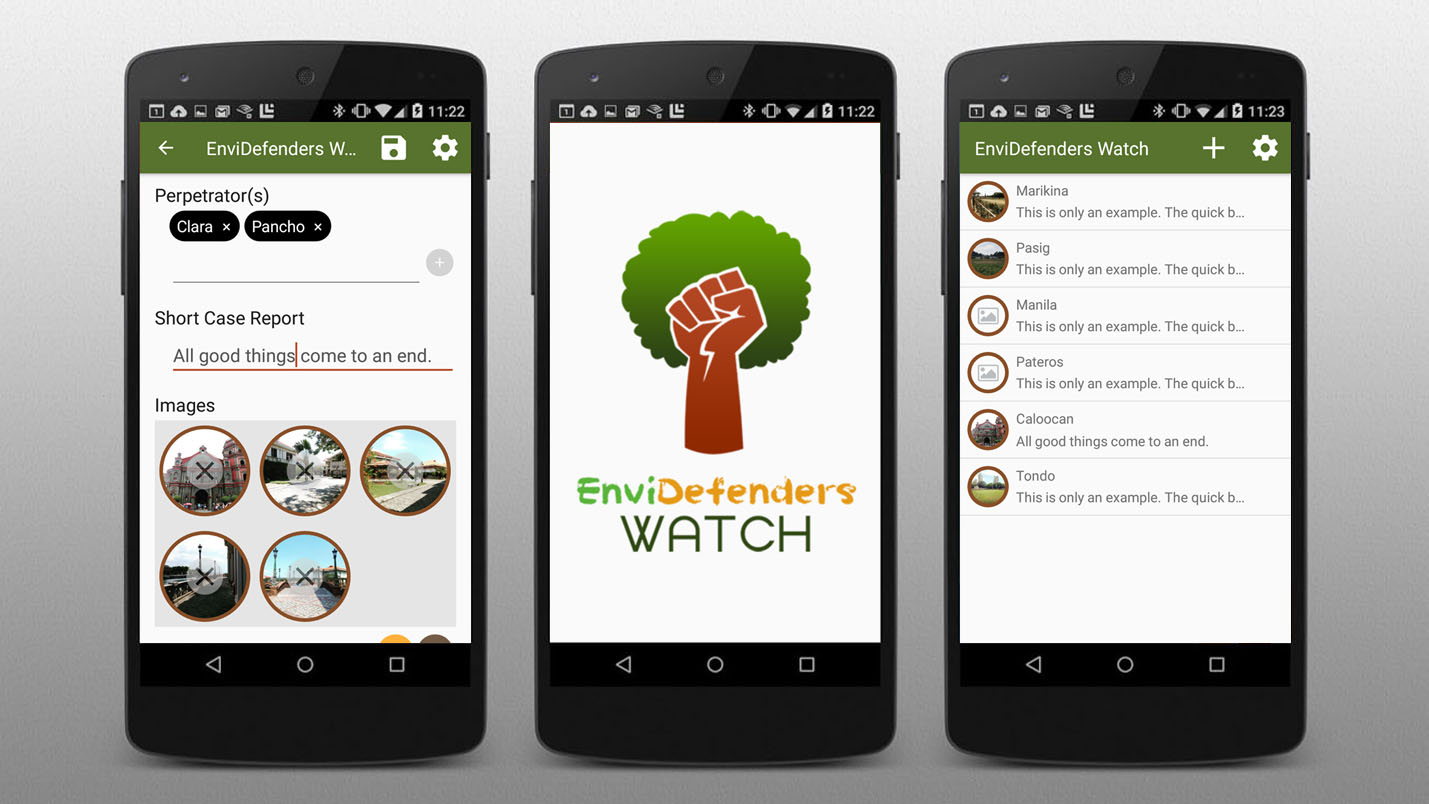 11:22
EnviDefenders W...
Perpetrator(s)
Clara × Pancho ×
Short Case Report
All good things come to an end.
Images
11:22
EnviDefenders
WATCH
11:23
EnviDefenders Watch
Marikina
This is only an example. The quick b...
Pasig
This is only an example. The quick b...
Manila
This is only an example. The quick b...
Pateros
This is only an example. The quick b...
Caloocan
All good things come to an end.
Tondo
This is only an example. The quick b...